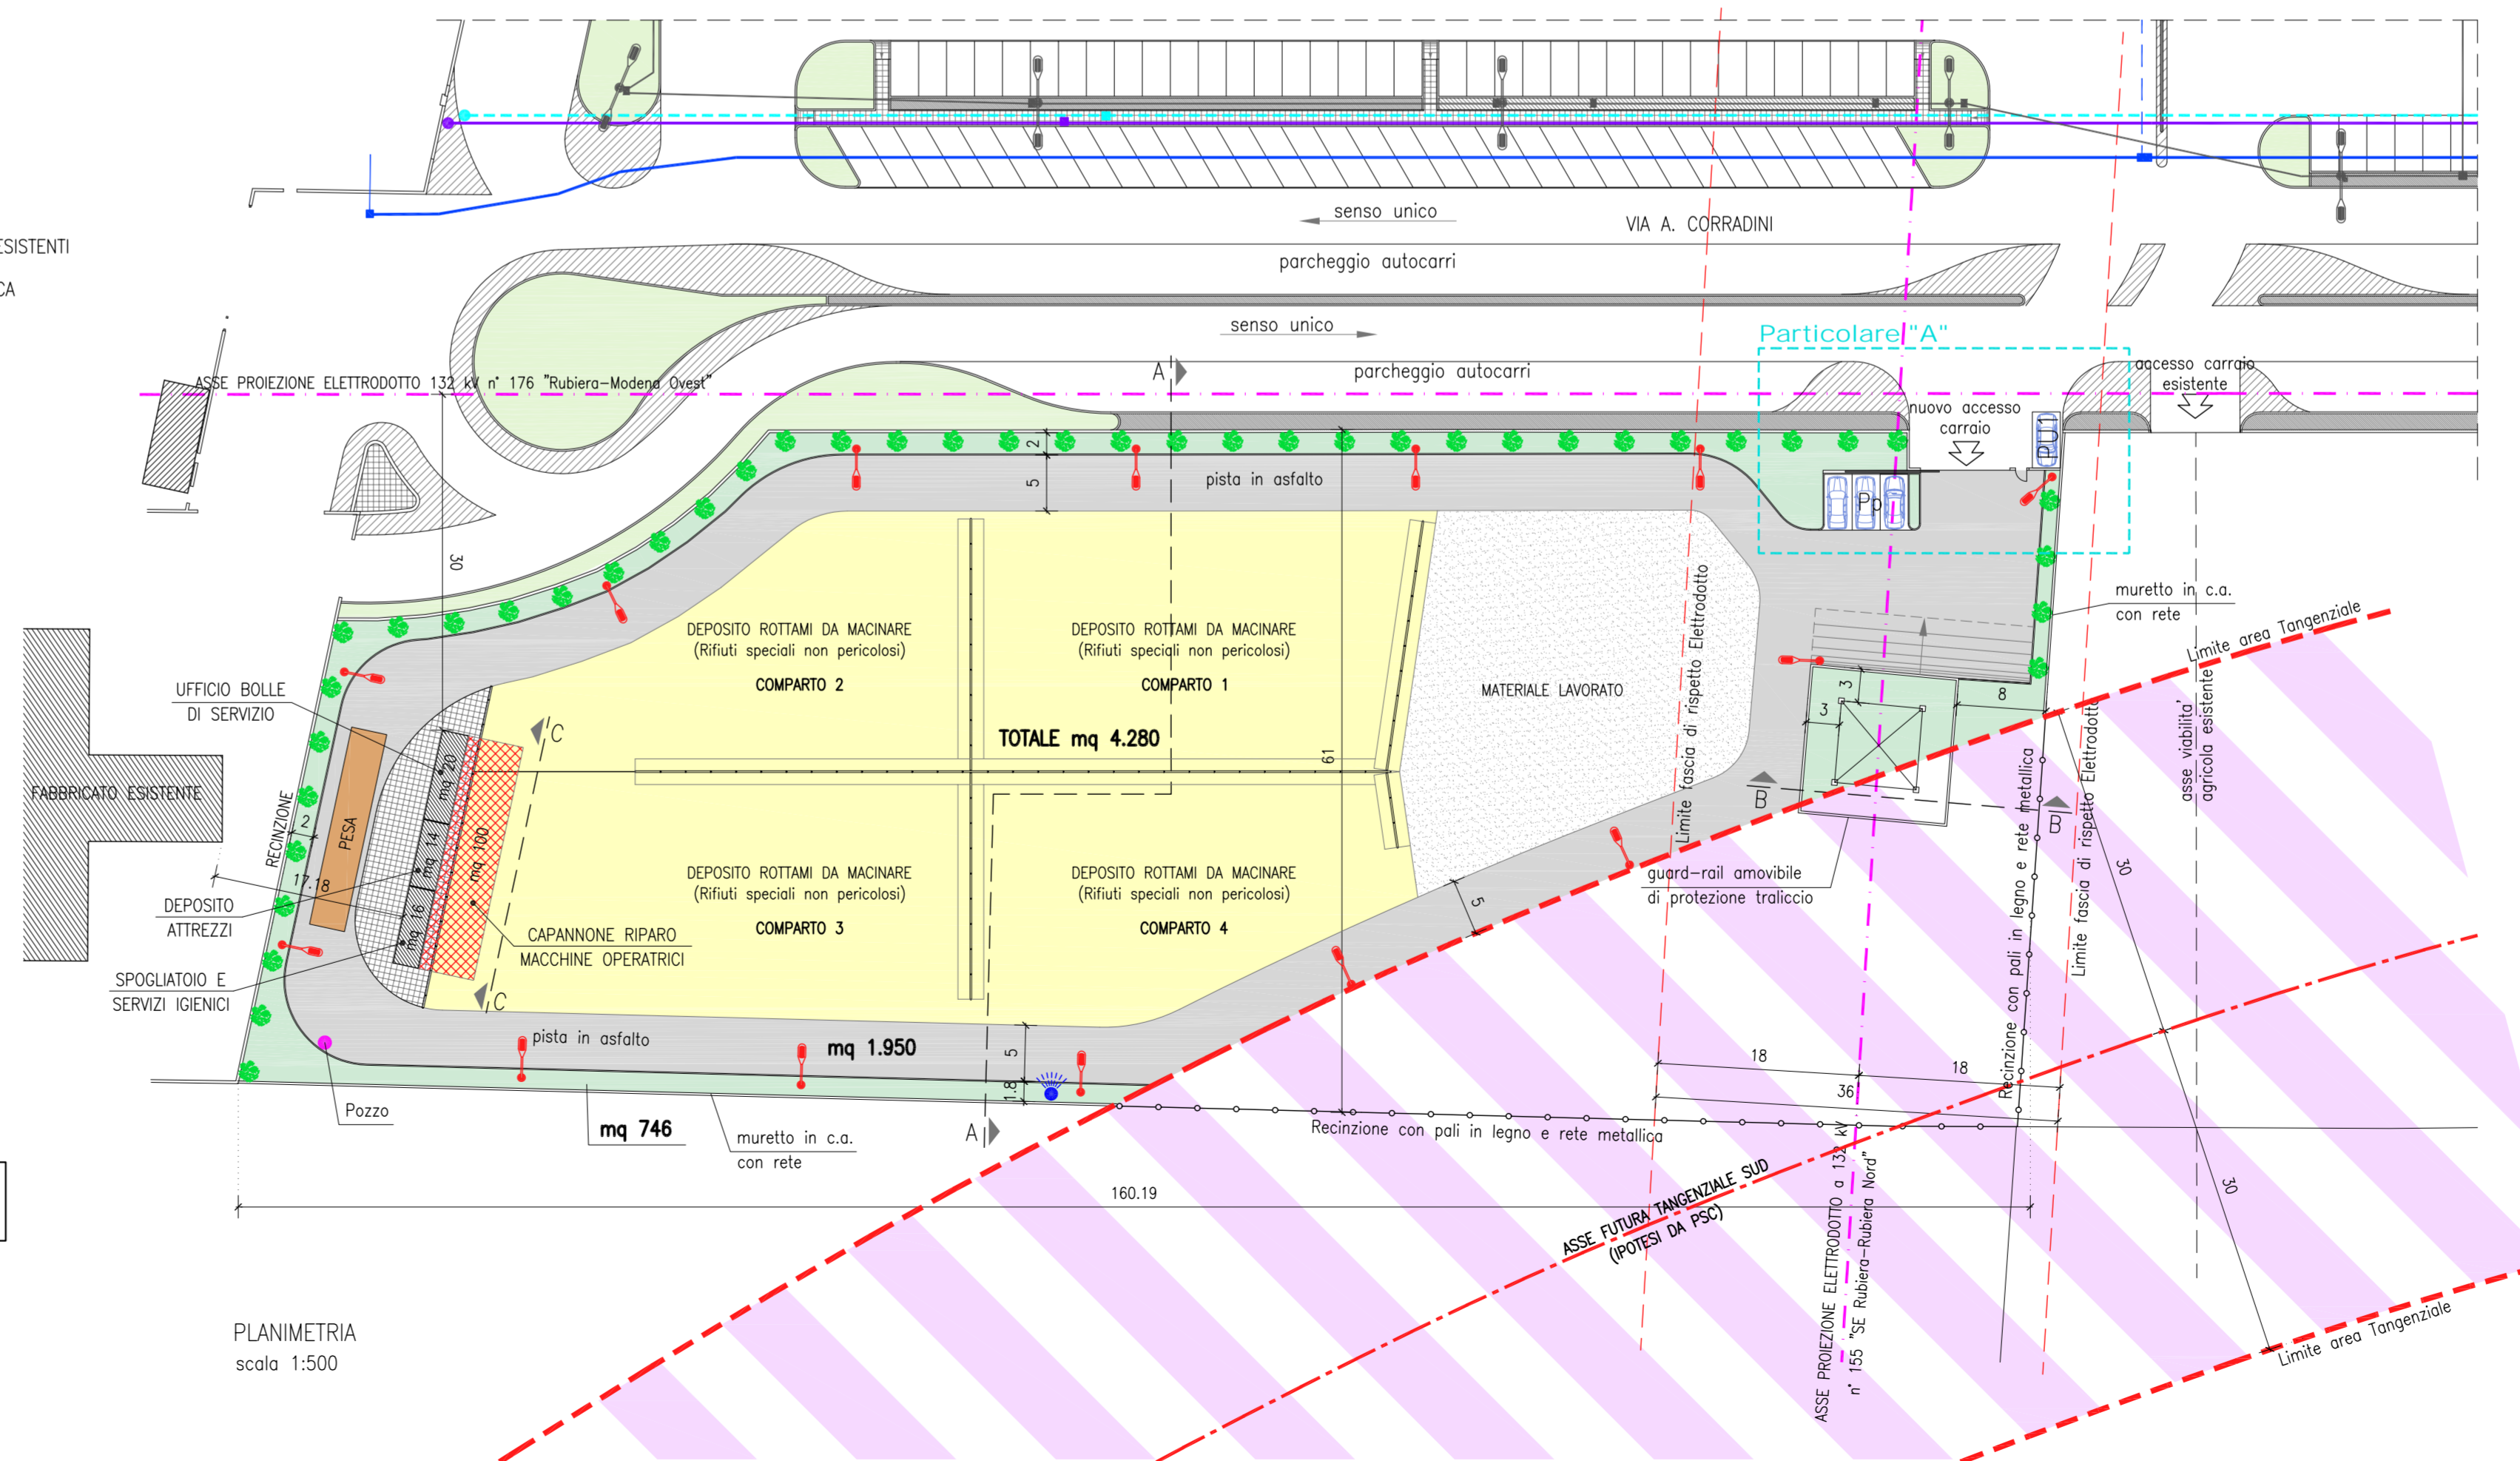 ESISTENTI
CA
senso unico
VIA A. CORRADINI
parcheggio autocarri
senso unico
Particolare "A"
ASSE PROIEZIONE ELETTRODOTTO 132 kV n° 176 "Rubiera-Modena Ovest"
A
parcheggio autocarri
accesso carraio
esistente
nuovo accesso
carraio
PU1
2
5
pista in asfalto
Pp
30
muretto in c.a.
con rete
Limite area Tangenziale
DEPOSITO ROTTAMI DA MACINARE
(Rifiuti speciali non pericolosi)
COMPARTO 2
DEPOSITO ROTTAMI DA MACINARE
(Rifiuti speciali non pericolosi)
COMPARTO 1
MATERIALE LAVORATO
Limite fascia di rispetto Elettrodotto
UFFICIO BOLLE
DI SERVIZIO
C
TOTALE mq 4.280
61
3
3
8
B
B
asse viabilita'
agricola esistente
FABBRICATO ESISTENTE
RECINZIONE
2
PESA
mq 20
mq 14
mq 16
mq 100
17.18
DEPOSITO
ATTREZZI
SPOGLIATOIO E
SERVIZI IGIENICI
CAPANNONE RIPARO
MACCHINE OPERATRICI
C
DEPOSITO ROTTAMI DA MACINARE
(Rifiuti speciali non pericolosi)
COMPARTO 3
DEPOSITO ROTTAMI DA MACINARE
(Rifiuti speciali non pericolosi)
COMPARTO 4
5
guard-rail amovibile
di protezione traliccio
Recinzione con pali in legno e rete metallica
Limite fascia di rispetto Elettrodotto
30
pista in asfalto
mq 1.950
5
1.8
18
18
36
Pozzo
mq 746
muretto in c.a.
con rete
A
Recinzione con pali in legno e rete metallica
160.19
ASSE FUTURA TANGENZIALE SUD
(IPOTESI DA PSC)
ASSE PROIEZIONE ELETTRODOTTO a 132 kV
n° 155 "SE Rubiera-Rubiera Nord"
30
Limite area Tangenziale
PLANIMETRIA
scala 1:500